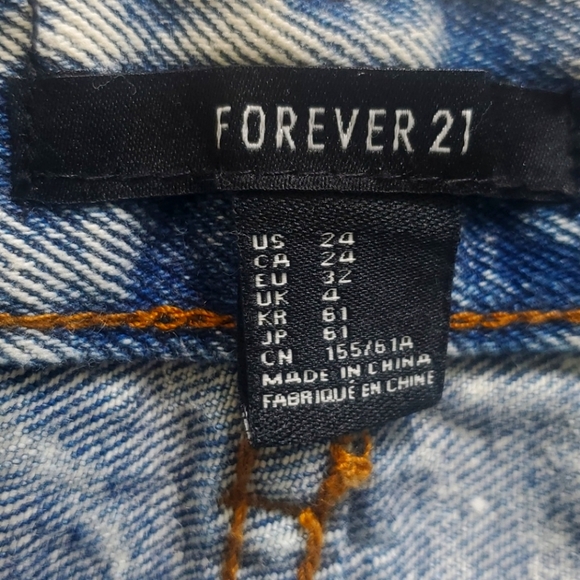 FOREVER 21
US 24
CA 24
EU 32
UK 4
KR 61
JP 61
CN 155/61A
MADE IN CHINA
FABRIQUÉ EN CHINE